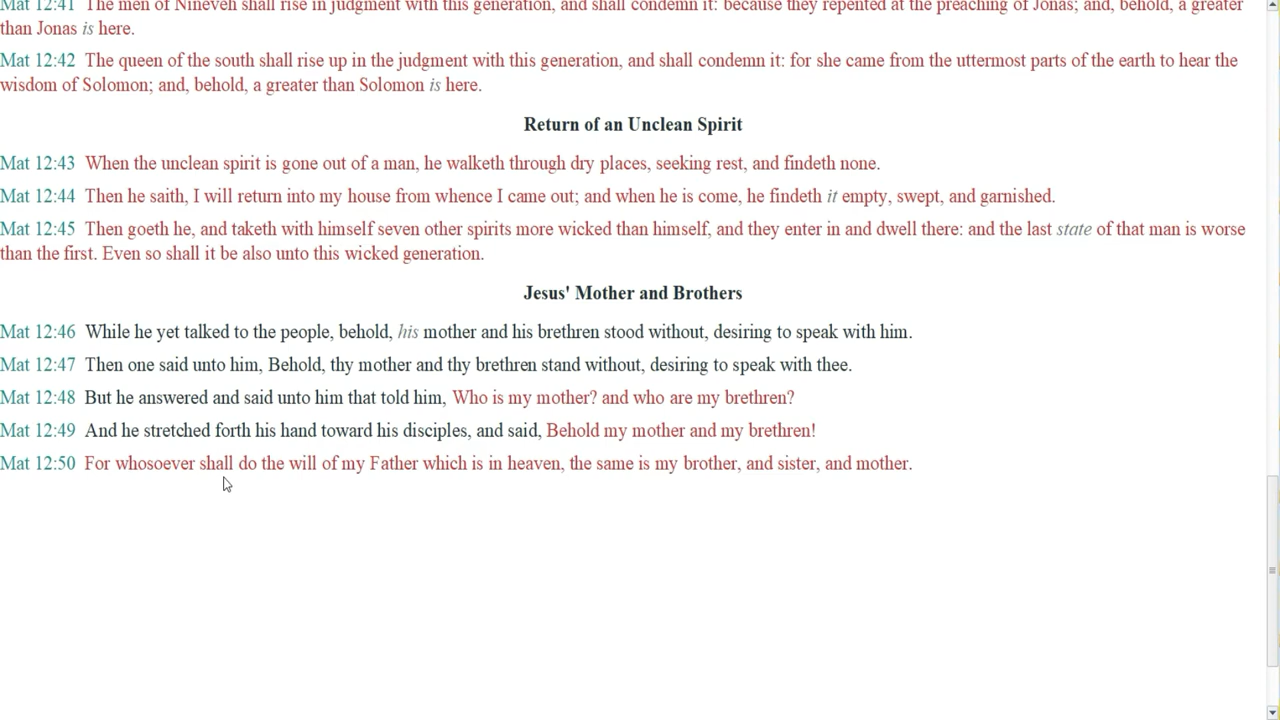 Mat 12:41 The men of Nineveh shall rise in judgment with this generation, and shall condemn it: because they repented at the preaching of Jonas; and, behold, a greater
than Jonas is here.
Mat 12:42 The queen of the south shall rise up in the judgment with this generation, and shall condemn it: for she came from the uttermost parts of the earth to hear the
wisdom of Solomon; and, behold, a greater than Solomon is here.
Return of an Unclean Spirit
Mat 12:43 When the unclean spirit is gone out of a man, he walketh through dry places, seeking rest, and findeth none.
Mat 12:44 Then he saith, I will return into my house from whence I came out; and when he is come, he findeth it empty, swept, and garnished.
Mat 12:45 Then goeth he, and taketh with himself seven other spirits more wicked than himself, and they enter in and dwell there: and the last state of that man is worse
than the first. Even so shall it be also unto this wicked generation.
Jesus' Mother and Brothers
Mat 12:46 While he yet talked to the people, behold, his mother and his brethren stood without, desiring to speak with him.
Mat 12:47 Then one said unto him, Behold, thy mother and thy brethren stand without, desiring to speak with thee.
Mat 12:48 But he answered and said unto him that told him, Who is my mother? and who are my brethren?
Mat 12:49 And he stretched forth his hand toward his disciples, and said, Behold my mother and my brethren!
Mat 12:50 For whosoever shall do the will of my Father which is in heaven, the same is my brother, and sister, and mother.